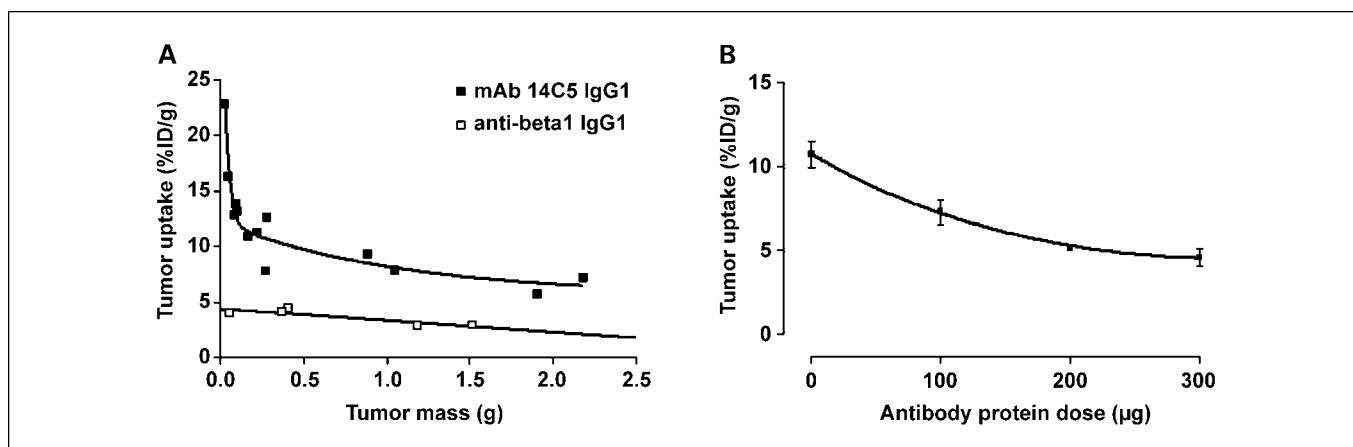 A
Tumor uptake (%ID/g)
25
20
15
10
5
0
mAb 14C5 IgG1
anti-beta1 IgG1
0.0 0.5 1.0 1.5 2.0 2.5
Tumor mass (g)
B
Tumor uptake (%ID/g)
15
10
5
0
0 100 200 300
Antibody protein dose (µg)